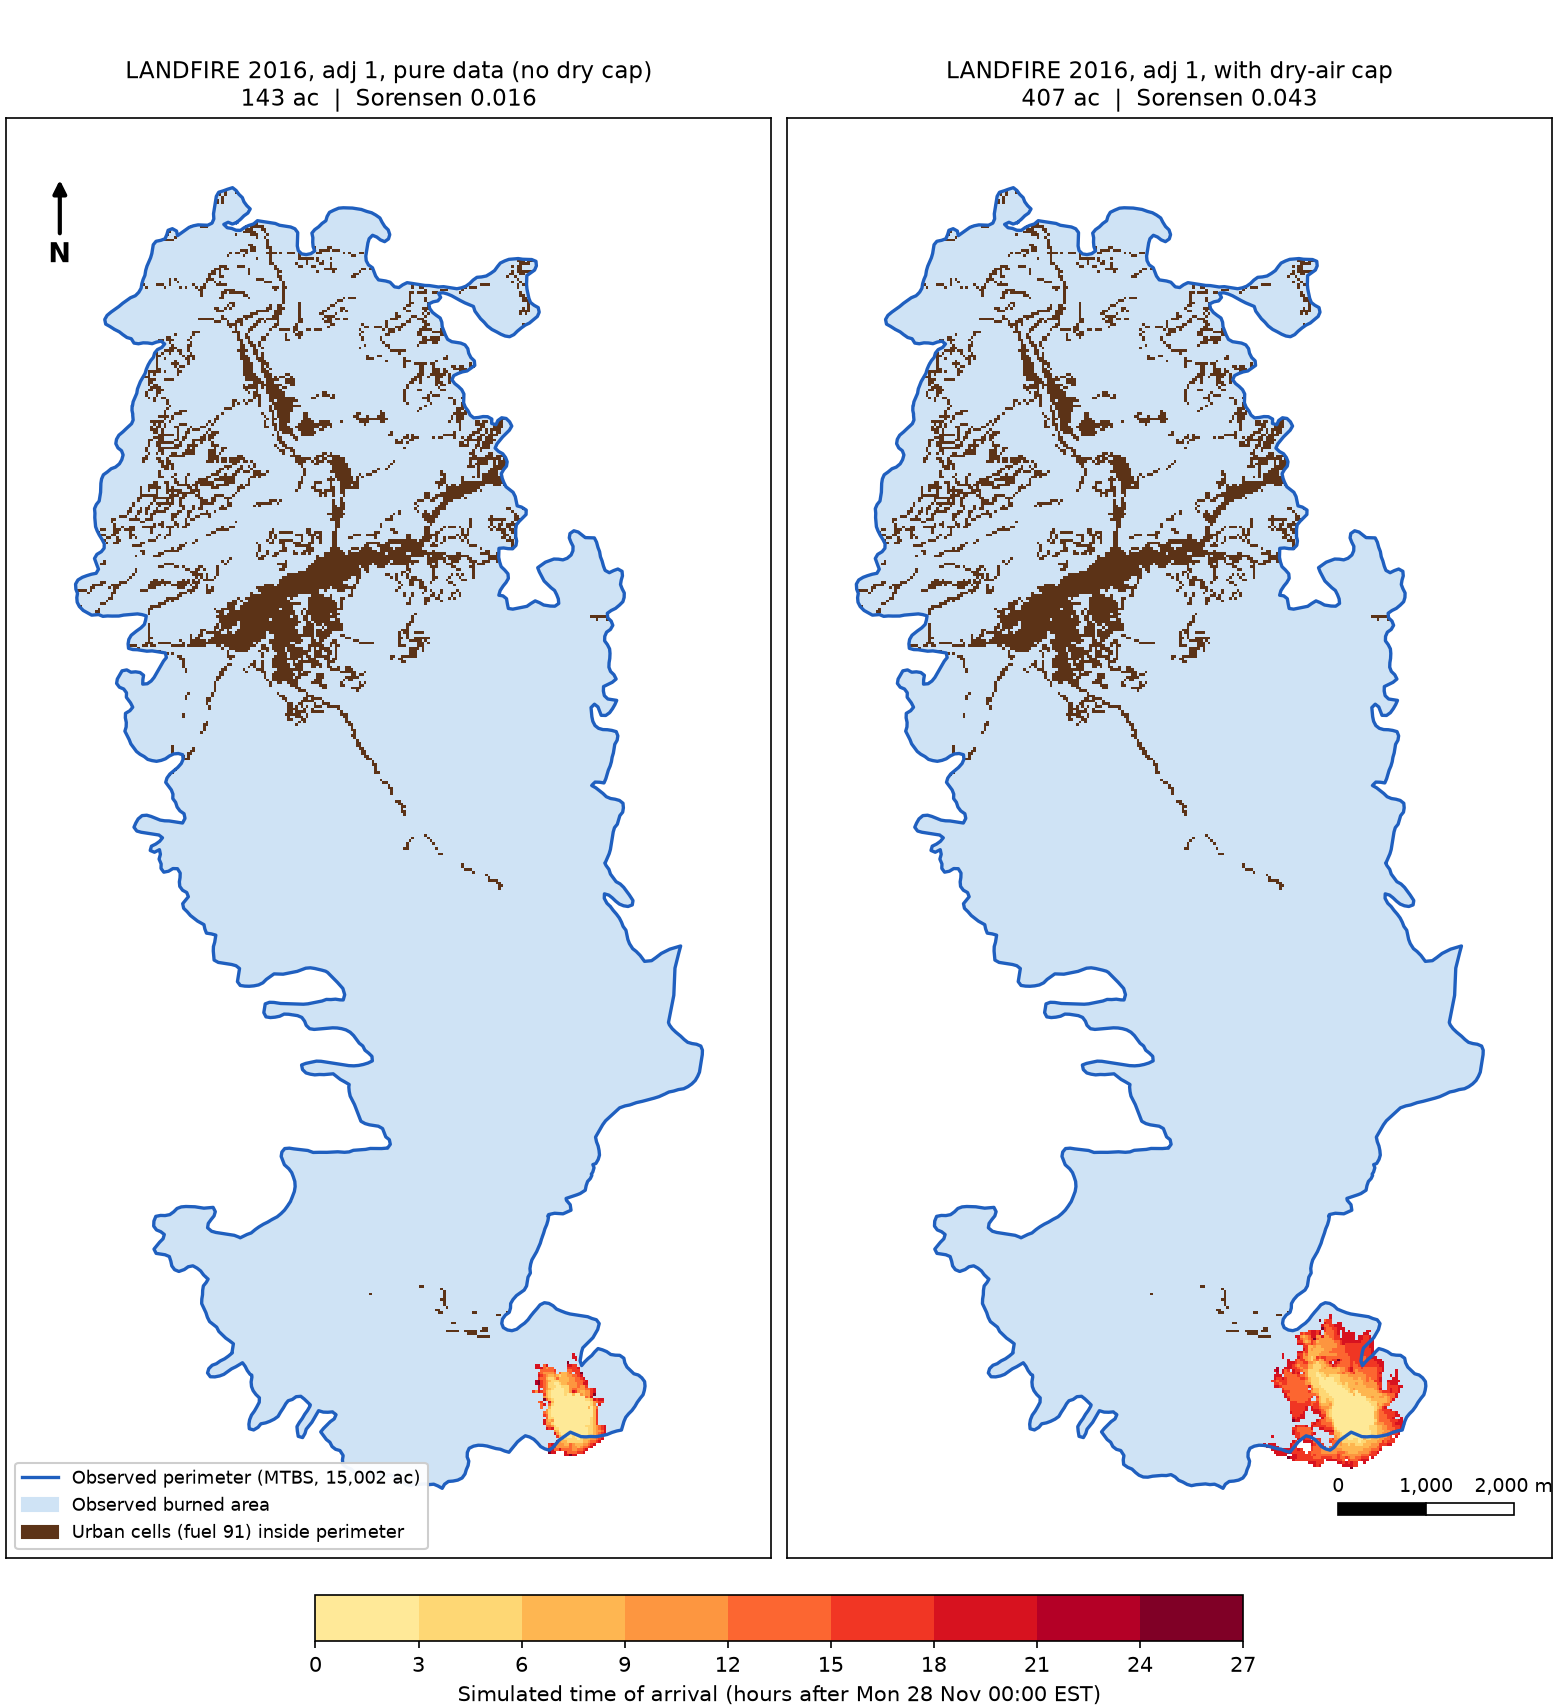 LANDFIRE 2016, adj 1, pure data (no dry cap)
143 ac | Sorensen 0.016
LANDFIRE 2016, adj 1, with dry-air cap
407 ac | Sorensen 0.043
N
Observed perimeter (MTBS, 15,002 ac)
Observed burned area
Urban cells (fuel 91) inside perimeter
0 1,000 2,000 m
0 3 6 9 12 15 18 21 24 27
Simulated time of arrival (hours after Mon 28 Nov 00:00 EST)